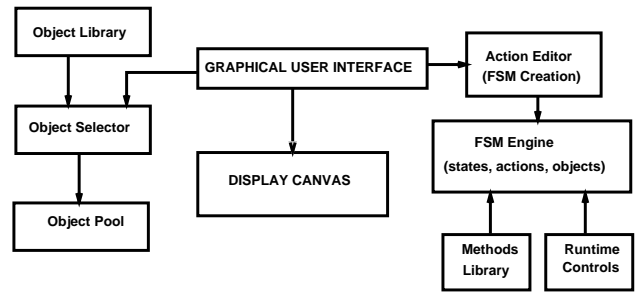 Object Library
GRAPHICAL USER INTERFACE
Action Editor
(FSM Creation)
Object Selector
FSM Engine
(states, actions, objects)
DISPLAY CANVAS
Object Pool
Methods
Library
Runtime
Controls